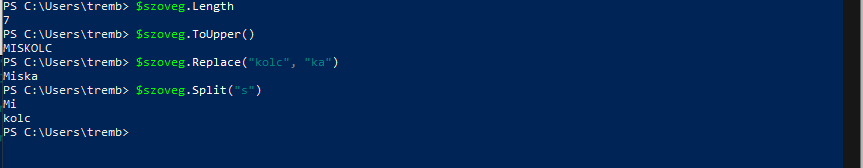 PS C:\Users\tremb> $szoveg.Length
7
PS C:\Users\tremb> $szoveg.ToUpper()
MISKOLC
PS C:\Users\tremb> $szoveg.Replace("kolc", "ka")
Miska
PS C:\Users\tremb> $szoveg.Split("s")
Mi
kolc
PS C:\Users\tremb>